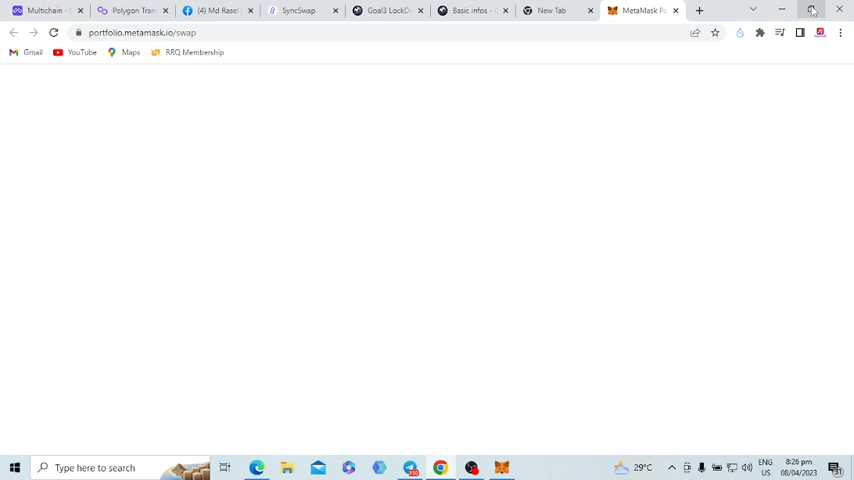 Multichain - (4) Md Rasel SyncSwap Goal3 LockD Basic infos - New Tab MetaMask Po
Polygon Tran
portfolio.metamask.io/swap
Gmail YouTube Maps RRQ Membership
Type here to search 29°C ENG 8:26 pm
US 08/04/2023